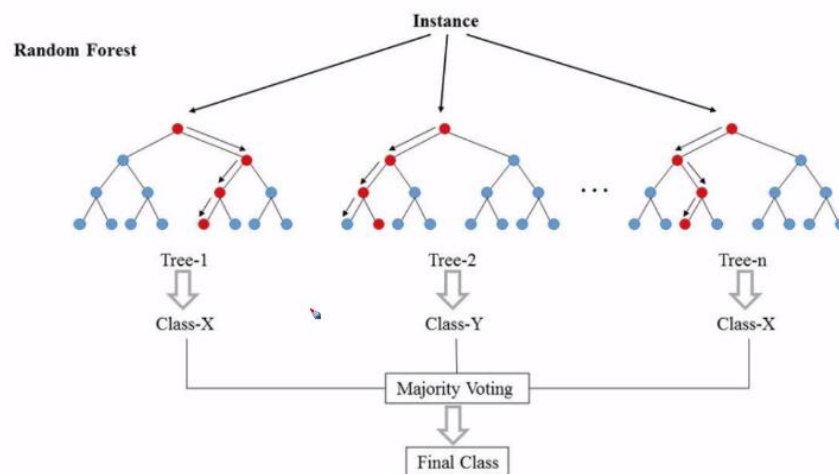 Instance
Random Forest
. . .
Tree-1
Tree-2
Tree-n
Class-X
Class-Y
Class-X
Majority Voting
Final Class